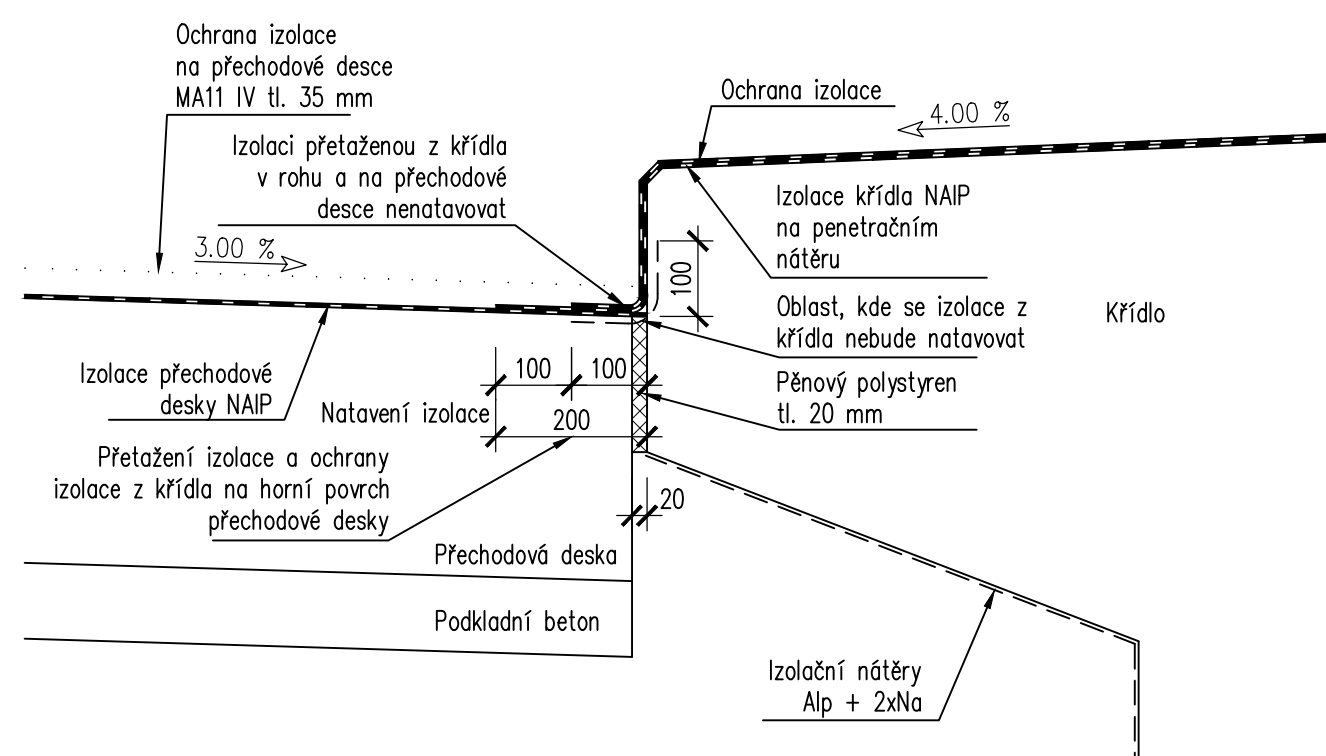 Ochrana izolace
na přechodové desce
MA11 IV tl. 35 mm
Ochrana izolace
4.00 %
Izolaci přetaženou z křídla
v rohu a na přechodové
desce nenatavovat
Izolace křídla NAIP
na penetračním
nátěru
3.00 %
100
Oblast, kde se izolace z
křídla nebude natavovat
Křídlo
Izolace přechodové
desky NAIP
100
100
Pěnový polystyren
tl. 20 mm
Natavení izolace
200
Přetažení izolace a ochrany
izolace z křídla na horní povrch
přechodové desky
20
Přechodová deska
Podkladní beton
Izolační nátěry
Alp + 2xNa